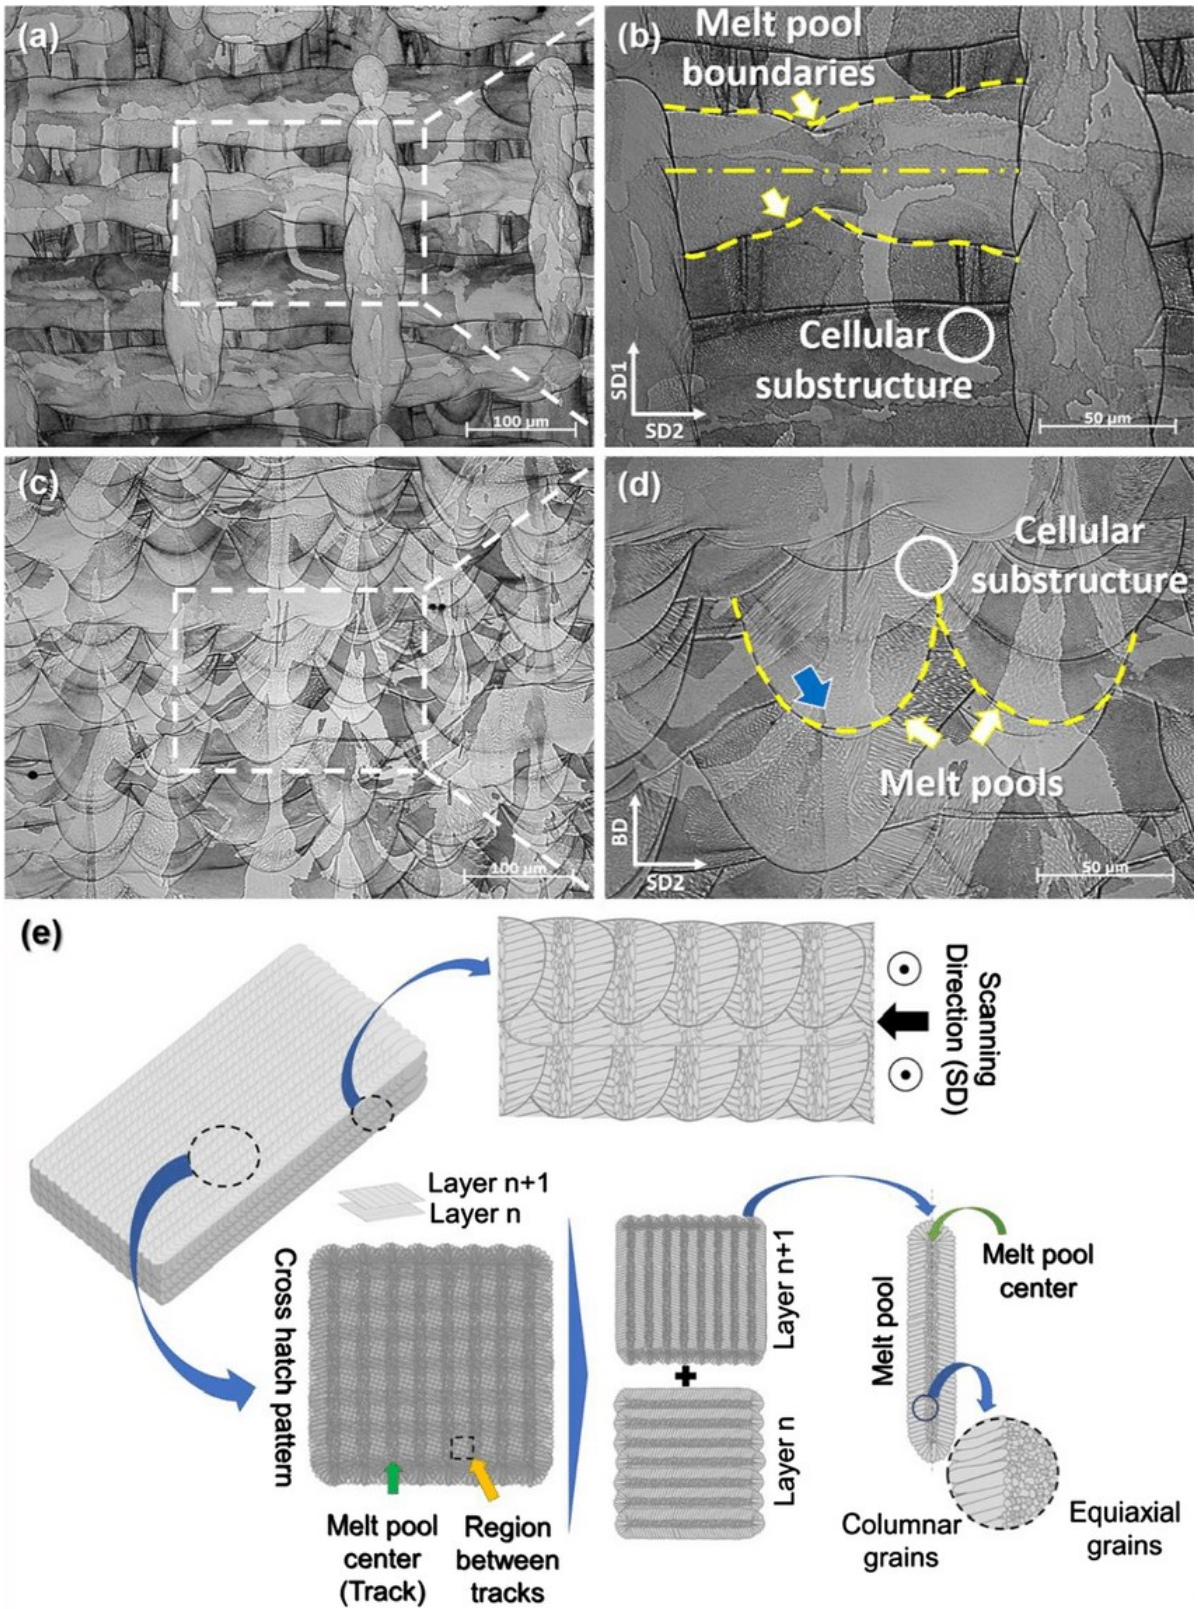 (a)
100 µm
(b)
Melt pool
boundaries
Cellular
substructure
SD1
SD2
50 µm
(c)
100 µm
(d)
Cellular
substructure
Melt pools
BD
SD2
50 µm
(e)
Scanning
Direction (SD)
Layer n+1
Layer n
Cross hatch pattern
Melt pool
center
(Track)
Region
between
tracks
Layer n+1
Layer n
Melt pool
Melt pool
center
Columnar
grains
Equiaxial
grains